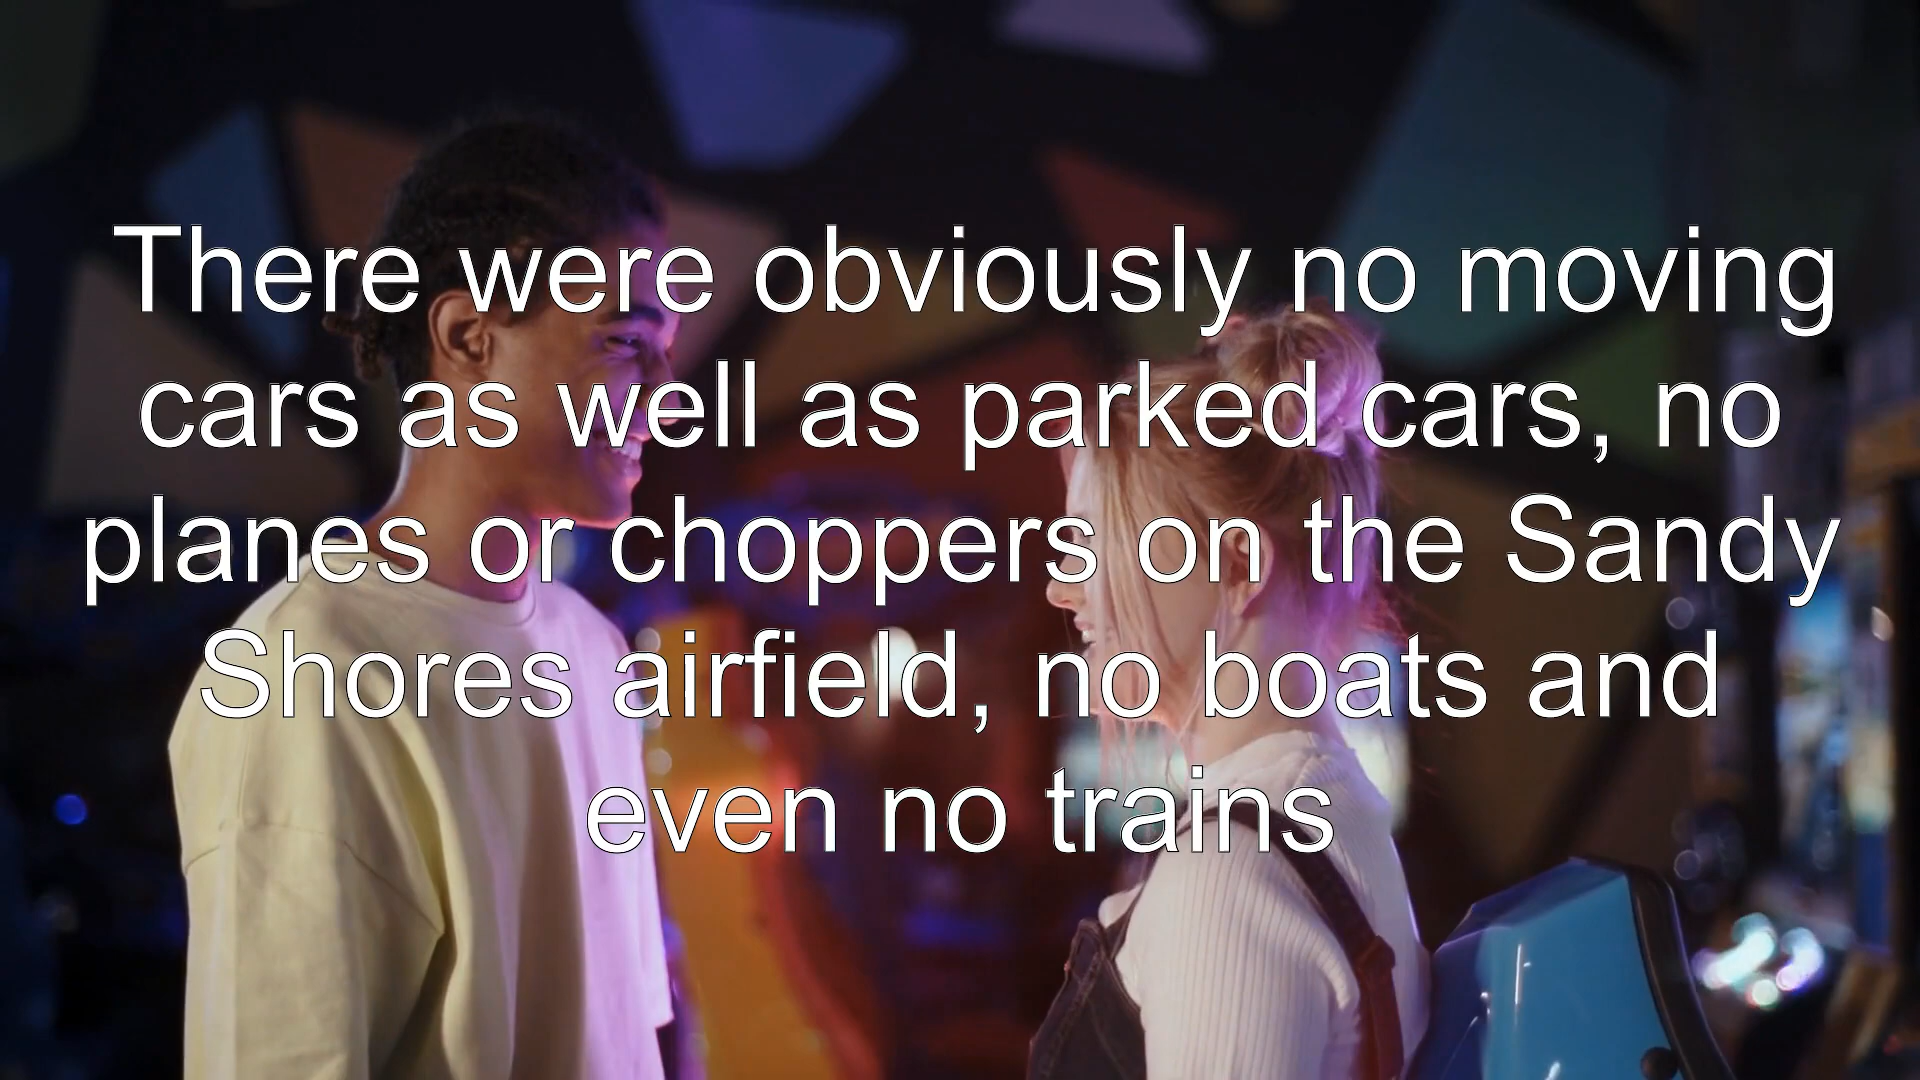 There were obviously no moving
cars as well as parked cars, no
planes or choppers on the Sandy
Shores airfield, no boats and
even no trains